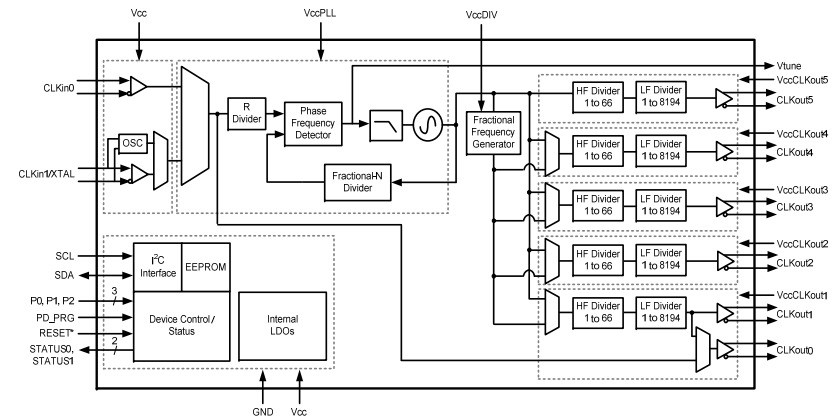 Vcc
VccPLL
VccDIV
Vtune
CLKin0
R
Divider
Phase
Frequency
Detector
Fractional
Frequency
Generator
HF Divider
1 to 66
LF Divider
1 to 8194
VccCLKout5
CLKout5
OSC
CLKin1/XTAL
Fractional-N
Divider
HF Divider
1 to 66
LF Divider
1 to 8194
VccCLKout4
CLKout4
HF Divider
1 to 66
LF Divider
1 to 8194
VccCLKout3
CLKout3
SCL
SDA
I²C
Interface
EEPROM
HF Divider
1 to 66
LF Divider
1 to 8194
VccCLKout2
CLKout2
P0, P1, P2
3
PD_PRG
RESET*
STATUS0,
STATUS1
2
Device Control/
Status
Internal
LDOs
HF Divider
1 to 66
LF Divider
1 to 8194
VccCLKout1
CLKout1
CLKout0
GND
Vcc